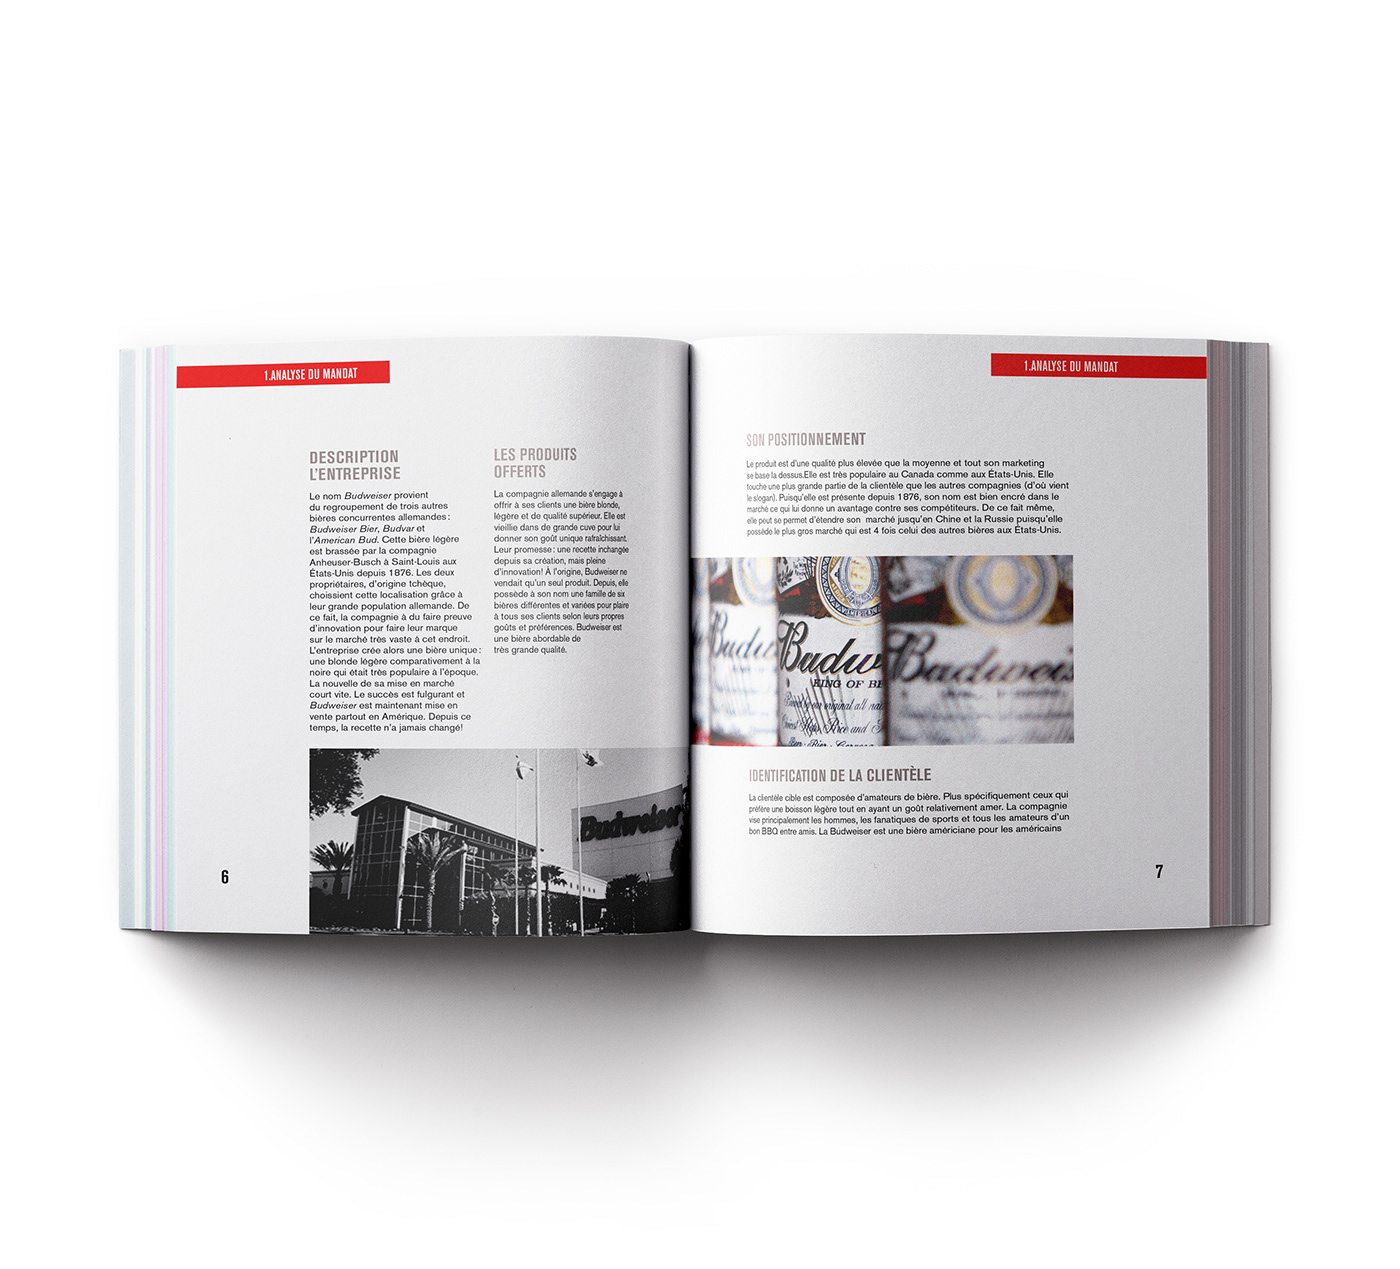 1.ANALYSE DU MANDAT
DESCRIPTION
L'ENTREPRISE
Le nom Budweiser provient
du regroupement de trois autres
bières concurrentes allemandes :
Budweiser Bier, Budvar et
l'American Bud. Cette bière légère
est brassée par la compagnie
Anheuser-Busch à Saint-Louis aux
États-Unis depuis 1876. Les deux
propriétaires, d'origine tchèque,
choissient cette localisation grâce à
leur grande population allemande. De
ce fait, la compagnie à du faire preuve
d'innovation pour faire leur marque
sur le marché très vaste à cet endroit.
L'entreprise crée alors une bière unique :
une blonde légère comparativement à la
noire qui était très populaire à l'époque.
La nouvelle de sa mise en marché
court vite. Le succès est fulgurant et
Budweiser est maintenant mise en
vente partout en Amérique. Depuis ce
temps, la recette n'a jamais changé!
LES PRODUITS
OFFERTS
La compagnie allemande s'engage à
offrir à ses clients une bière blonde,
légère et de qualité supérieur. Elle est
vieillie dans de grande cuve pour lui
donner son goût unique rafraîchissant.
Leur promesse : une recette inchangée
depuis sa création, mais pleine
d'innovation! À l'origine, Budweiser ne
vendait qu'un seul produit. Depuis, elle
possède à son nom une famille de six
bières différentes et variées pour plaire
à tous ses clients selon leurs propres
goûts et préférences. Budweiser est
une bière abordable de
très grande qualité.
Budweiser
6
1.ANALYSE DU MANDAT
SON POSITIONNEMENT
Le produit est d'une qualité plus élevée que la moyenne et tout son marketing
se base la dessus.Elle est très populaire au Canada comme aux États-Unis. Elle
touche une plus grande partie de la clientèle que les autres compagnies (d'où vient
le slogan). Puisqu'elle est présente depuis 1876, son nom est bien encré dans le
marché ce qui lui donne un avantage contre ses compétiteurs. De ce fait même,
elle peut se permet d'étendre son marché jusqu'en Chine et la Russie puisqu'elle
possède le plus gros marché qui est 4 fois celui des autres bières aux États-Unis.
Budw
Budweis
KING OF BE
original all
Rice and
IDENTIFICATION DE LA CLIENTÈLE
La clientèle cible est composée d'amateurs de bière. Plus spécifiquement ceux qui
préfère une boisson légère tout en ayant un goût relativement amer. La compagnie
vise principalement les hommes, les fanatiques de sports et tous les amateurs d'un
bon BBQ entre amis. La Budweiser est une bière américiane pour les américains
7